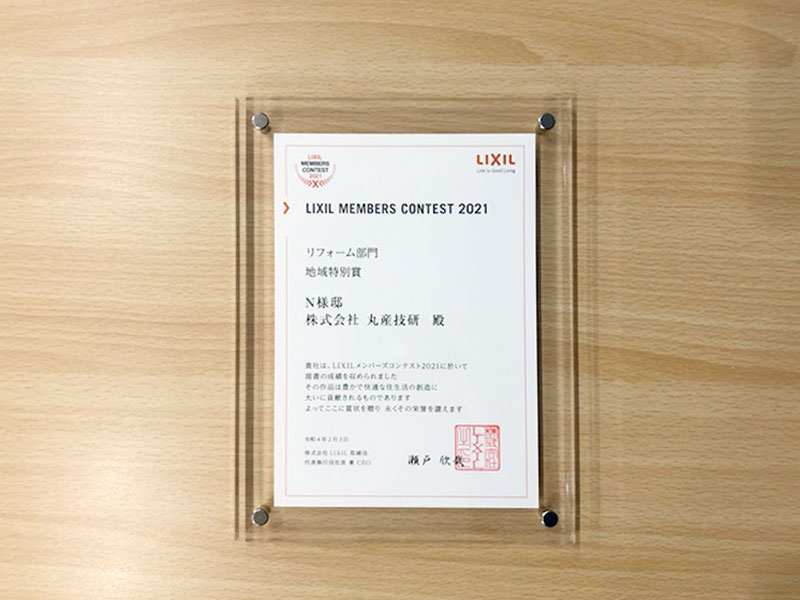 LIXIL
MEMBERS
CONTEST
2021
LIXIL
Link to Good Living
LIXIL MEMBERS CONTEST 2021
リフォーム部門
地域特別賞
N様邸
株式会社 丸産技研 殿
貴社は、LIXILメンバーズコンテスト2021に於いて
頭書の成績を収められました
その作品は豊かで快適な住生活の創造に
大いに貢献されるものであります
よってここに賞状を贈り 永くその栄誉を讃えます
令和4年2月3日
株式会社 LIXIL 取締役
代表執行役社長 兼 CEO
瀬戸 欣哉